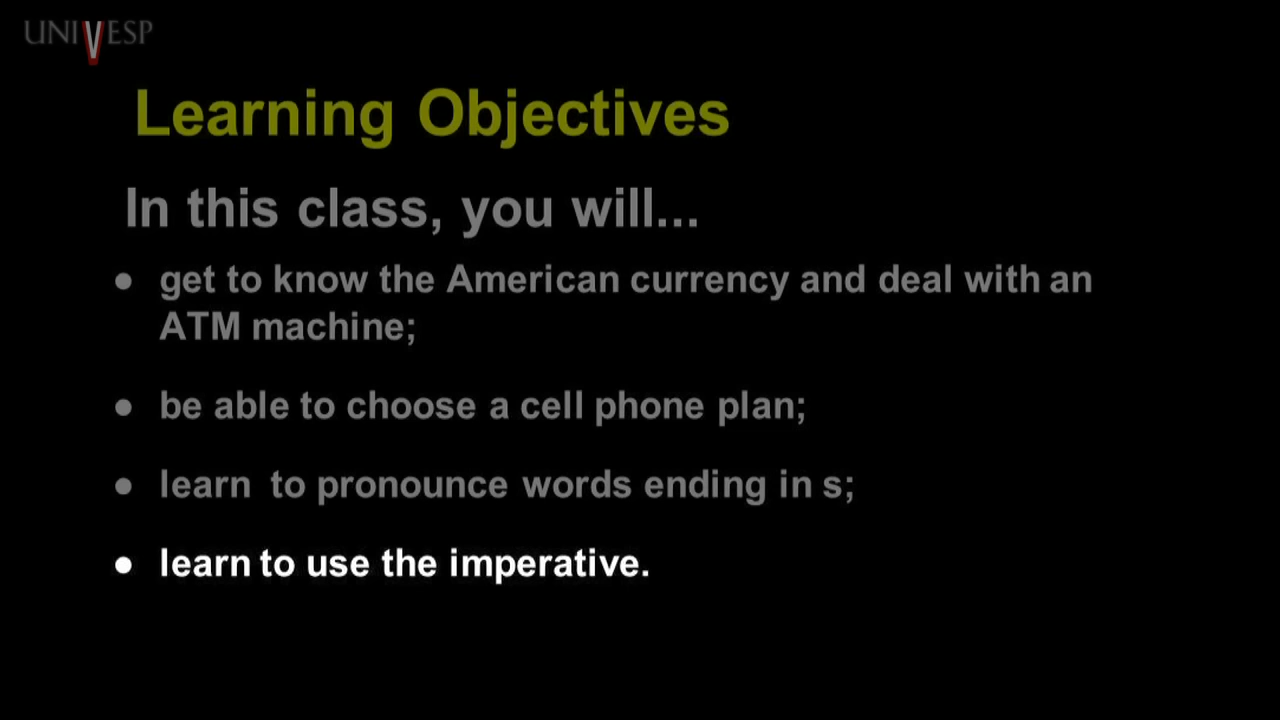 UNIVESP
Learning Objectives
In this class, you will...
● get to know the American currency and deal with an
ATM machine;
● be able to choose a cell phone plan;
● learn to pronounce words ending in s;
● learn to use the imperative.